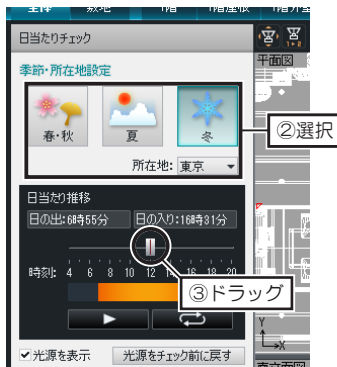 全体 敷地 1階 1階屋根
日当たりチェック
平面図
季節・所在地設定
春・秋 夏 冬
②選択
所在地: 東京
日当たり推移
日の出:6時55分 日の入り:16時31分
時刻: 4 6 8 10 12 14 16 18 20
③ドラッグ
Y
X
光源を表示 光源をチェック前に戻す